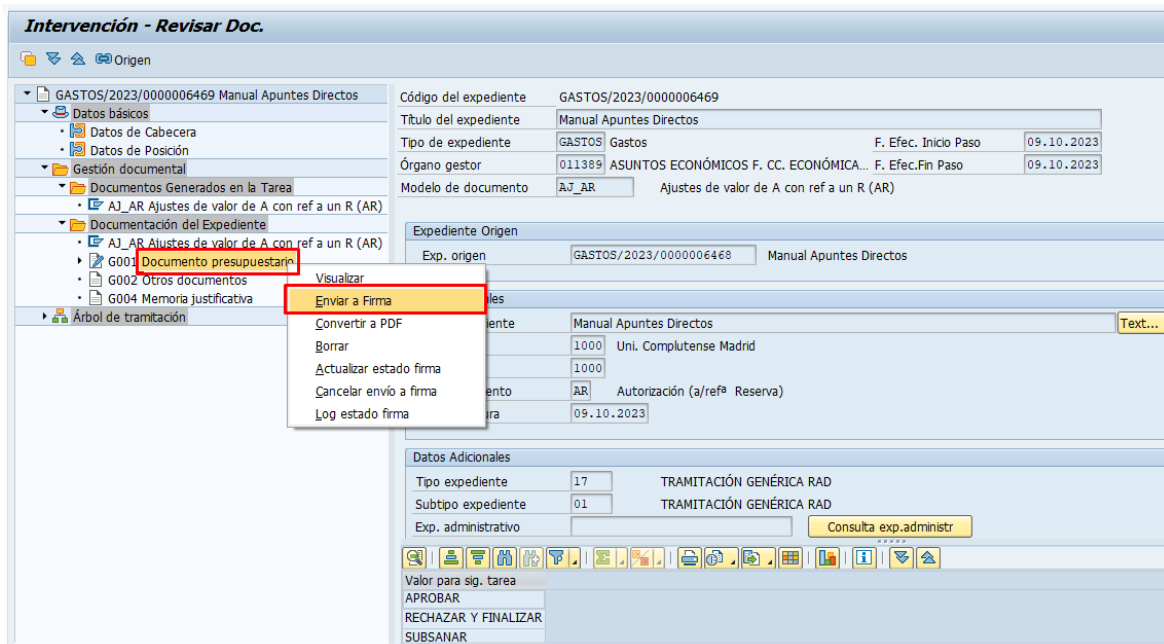 Intervención - Revisar Doc.
Origen
GASTOS/2023/0000006469 Manual Apuntes Directos
Datos básicos
Datos de Cabecera
Datos de Posición
Gestión documental
Documentos Generados en la Tarea
AJ_AR Ajustes de valor de A con ref a un R (AR)
Documentación del Expediente
AJ_AR Ajustes de valor de A con ref a un R (AR)
G001 Documento presupuestario
G002 Otros documentos
G004 Memoria justificativa
Árbol de tramitación
Visualizar
Enviar a Firma
Convertir a PDF
Borrar
Actualizar estado firma
Cancelar envío a firma
Log estado firma
Código del expediente GASTOS/2023/0000006469
Título del expediente Manual Apuntes Directos
Tipo de expediente GASTOS Gastos F. Efec. Inicio Paso 09.10.2023
Órgano gestor 011389 ASUNTOS ECONÓMICOS F. CC. ECONÓMICA... F. Efec.Fin Paso 09.10.2023
Modelo de documento AJ_AR Ajustes de valor de A con ref a un R (AR)
Expediente Origen
Exp. origen GASTOS/2023/0000006468 Manual Apuntes Directos
les
iente Manual Apuntes Directos Text...
1000 Uni. Complutense Madrid
1000
ento AR Autorización (a/refª Reserva)
ura 09.10.2023
Datos Adicionales
Tipo expediente 17 TRAMITACIÓN GENÉRICA RAD
Subtipo expediente 01 TRAMITACIÓN GENÉRICA RAD
Exp. administrativo Consulta exp.administr
Valor para sig. tarea
APROBAR
RECHAZAR Y FINALIZAR
SUBSANAR